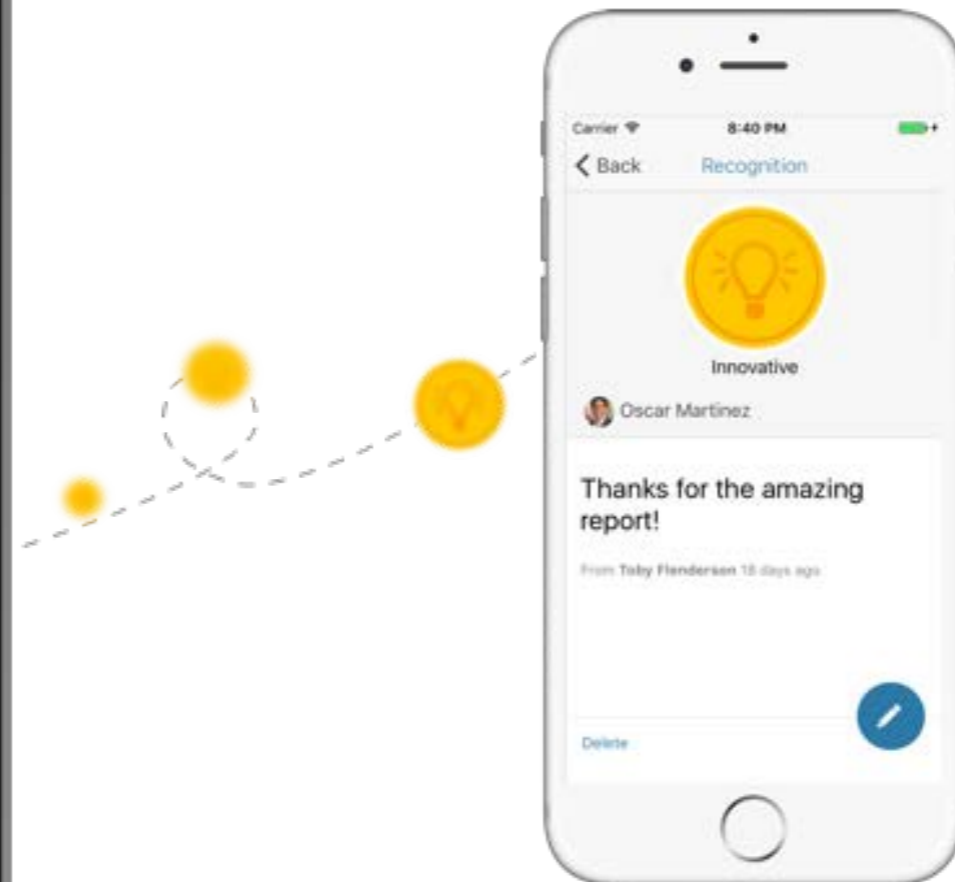 Carrier 8:40 PM
Back Recognition
Innovative
Oscar Martinez
Thanks for the amazing
report!
From Toby Flenderson 18 days ago
Delete